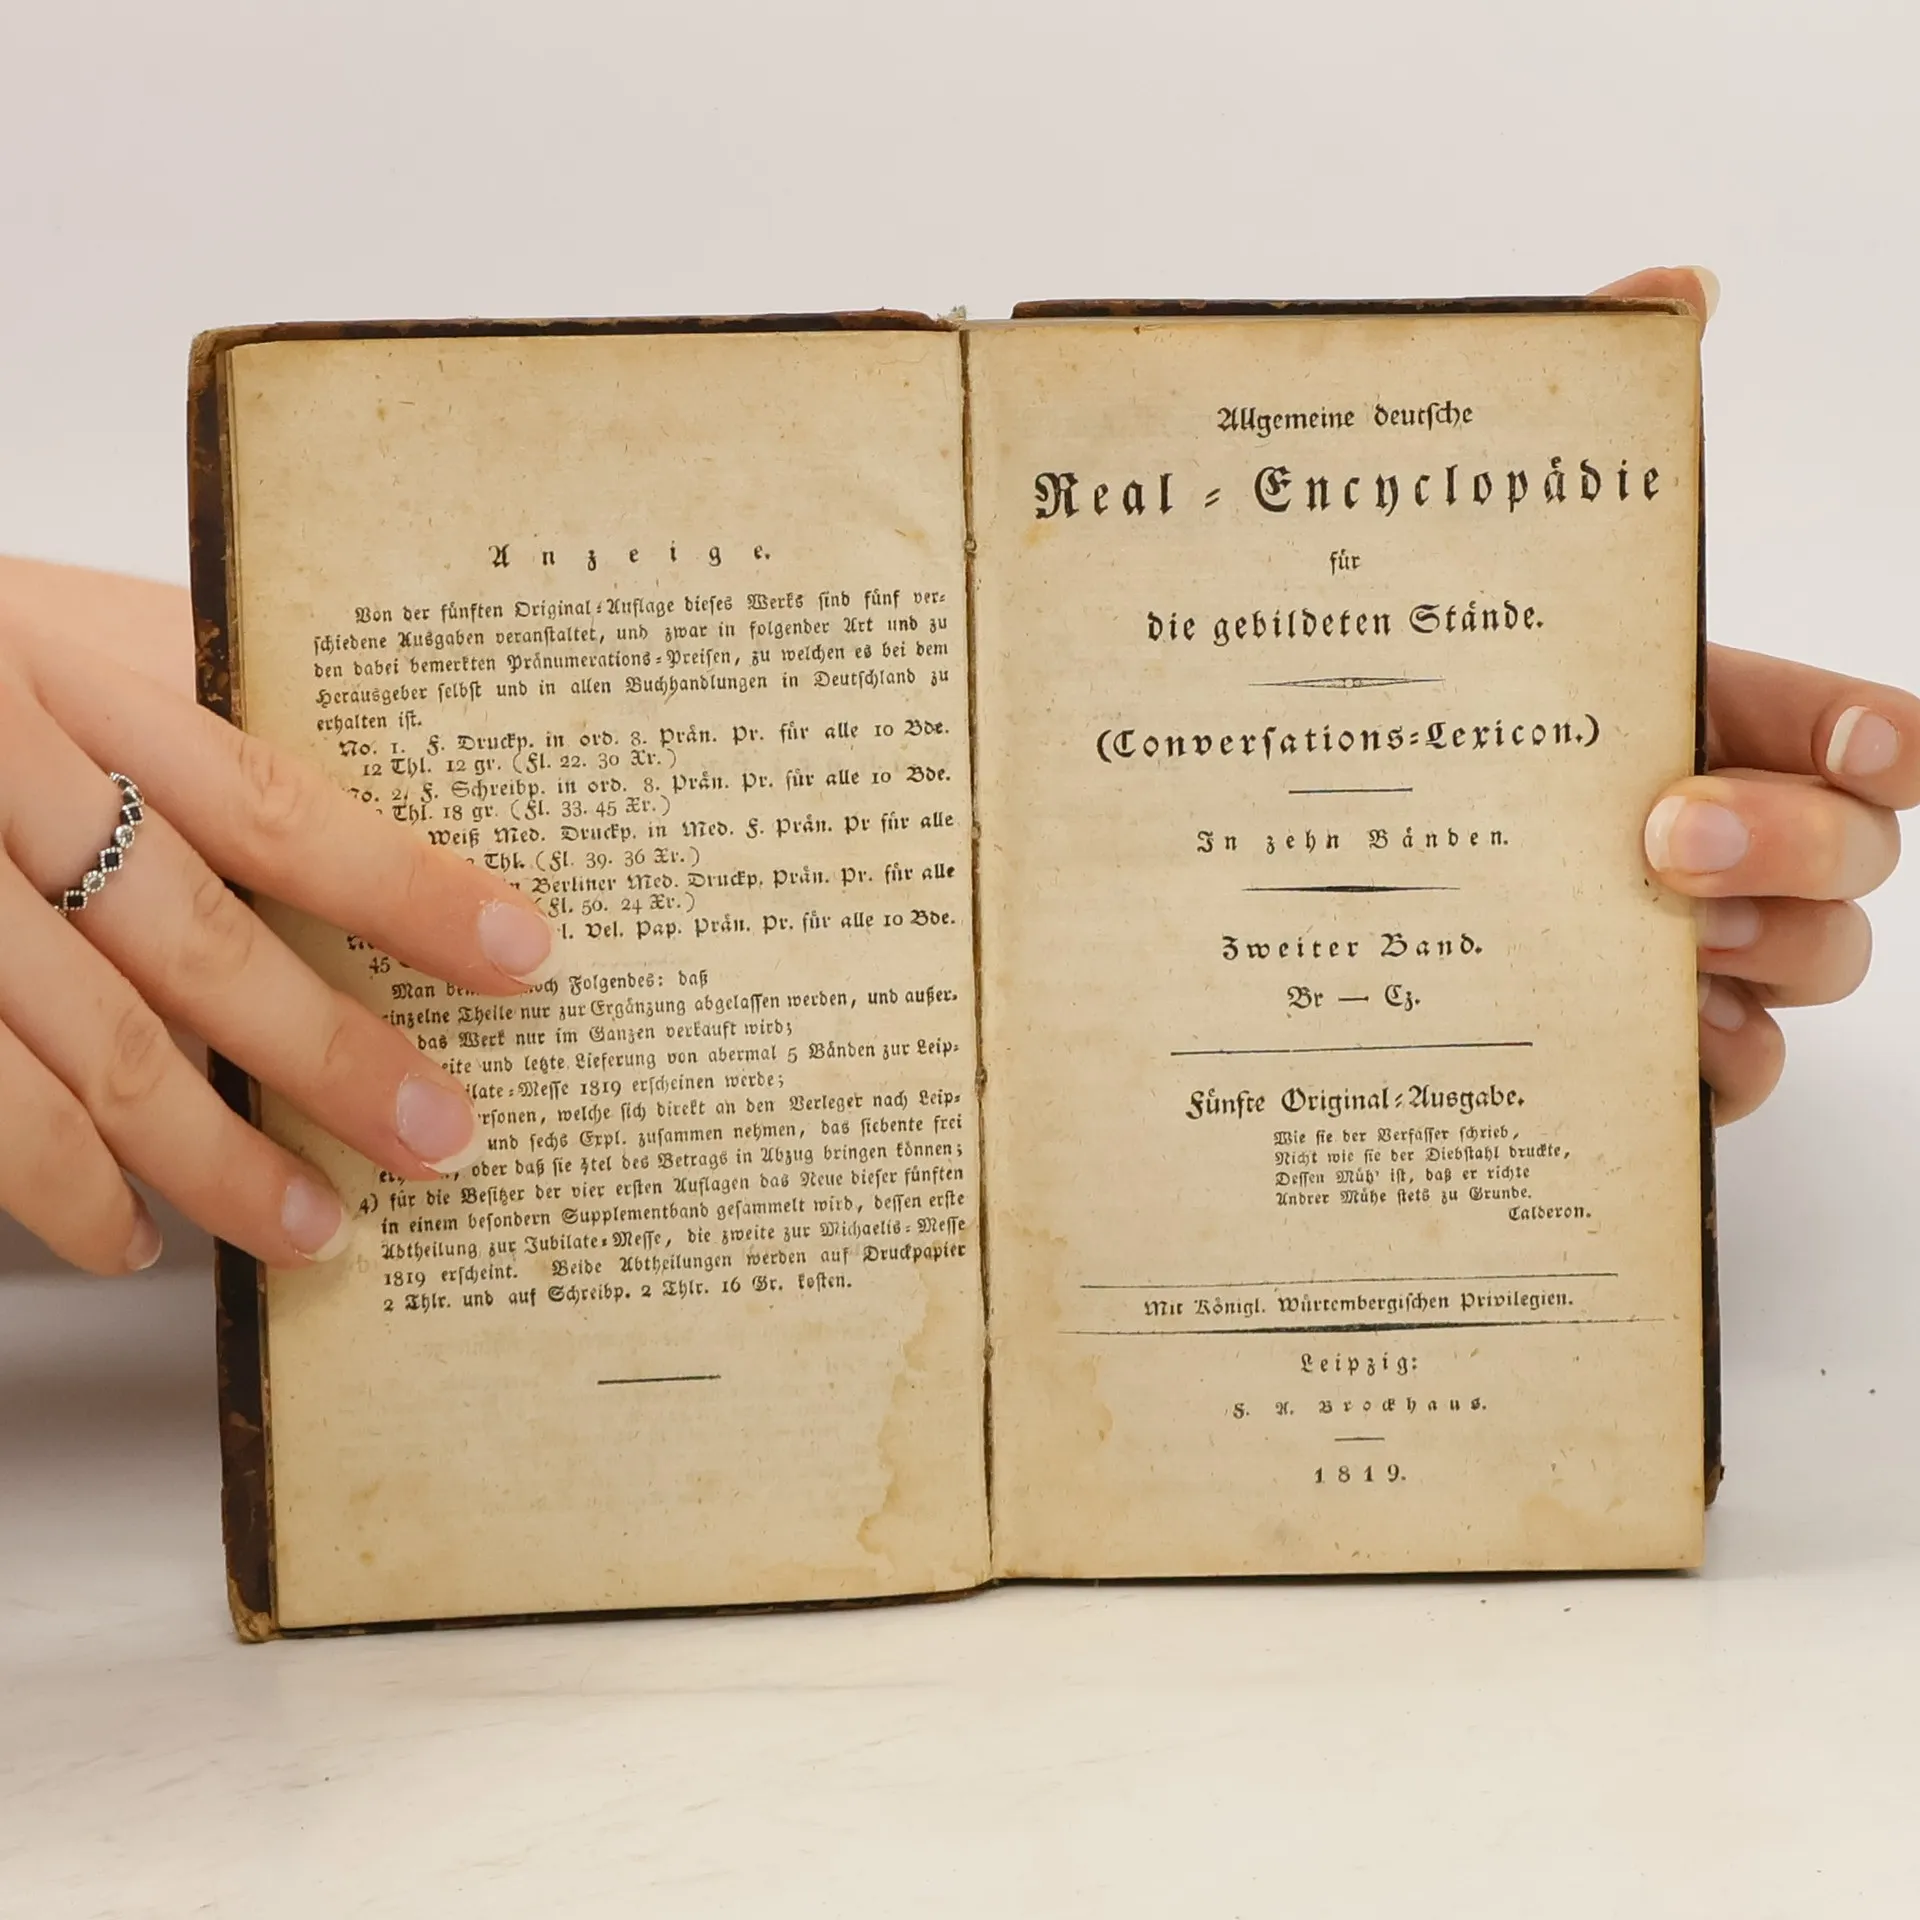 Anzeige.
Von der fünften Original-Auflage dieses Werks sind fünf ver-
schiedene Ausgaben veranstaltet, und zwar in folgender Art und zu
den dabei bemerkten Pränumerations-Preisen, zu welchen es bei dem
Herausgeber selbst und in allen Buchhandlungen in Deutschland zu
erhalten ist.
No. 1. F. Druckp. in ord. 8. Prän. Pr. für alle 10 Bde.
12 Thl. 12 gr. (Fl. 22. 30 Xr.)
No. 2. F. Schreibp. in ord. 8. Prän. Pr. für alle 10 Bde.
Thl. 18 gr. (Fl. 33. 45 Xr.)
Weiß Med. Druckp. in Med. F. Prän. Pr für alle
Thl. (Fl. 39. 36 Xr.)
Berliner Med. Druckp. Prän. Pr. für alle
(Fl. 50. 24 Xr.)
Vel. Pap. Prän. Pr. für alle 10 Bde.
45
Man noch Folgendes: daß
einzelne Theile nur zur Ergänzung abgelassen werden, und außer-
das Werk nur im Ganzen verkauft wird;
und letzte Lieferung von abermal 5 Bänden zur Leip-
Messe 1819 erscheinen werde;
welche sich direkt an den Verleger nach Leip-
und sechs Expl. zusammen nehmen, das siebente frei
oder daß sie ⅐tel des Betrags in Abzug bringen können;
4) für die Besitzer der vier ersten Auflagen das Neue dieser fünften
in einem besondern Supplementband gesammelt wird, dessen erste
Abtheilung zur Jubilate-Messe, die zweite zur Michaelis-Messe
1819 erscheint. Beide Abtheilungen werden auf Druckpapier
2 Thlr. und auf Schreibp. 2 Thlr. 16 Gr. kosten.
Allgemeine deutsche
Real-Encyclopädie
für
die gebildeten Stände.
(Conversations-Lexicon.)
In zehn Bänden.
Zweiter Band.
Br — Cz.
Fünfte Original-Ausgabe.
Wie sie der Verfasser schrieb,
Nicht wie sie der Diebstahl druckte,
Dessen Müh' ist, daß er richte
Andrer Mühe stets zu Grunde.
Calderon.
Mit Königl. Würtembergischen Privilegien.
Leipzig:
F. A. Brockhaus.
1819.